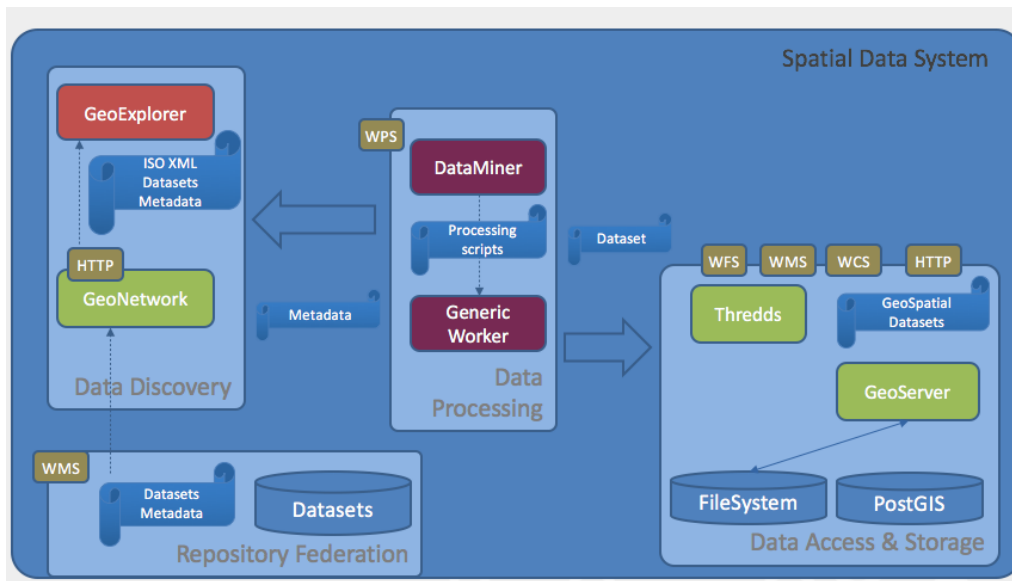 Spatial Data System
GeoExplorer
ISO XML
Datasets
Metadata
HTTP
GeoNetwork
Data Discovery
Metadata
WPS
DataMiner
Processing
scripts
Generic
Worker
Data
Processing
Dataset
WFS
WMS
WCS
HTTP
Thredds
GeoSpatial
Datasets
GeoServer
FileSystem
PostGIS
Data Access & Storage
WMS
Datasets
Metadata
Datasets
Repository Federation